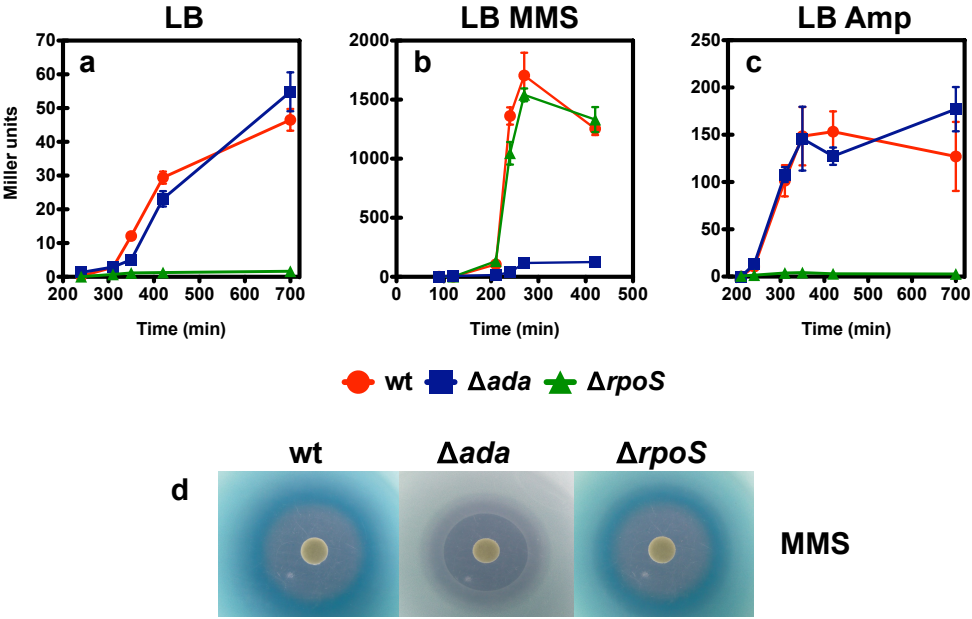 LB
LB MMS
LB Amp
a
b
c
Miller units
70
60
50
40
30
20
10
0
200 300 400 500 600 700
Time (min)
2000
1500
1000
500
0
0 100 200 300 400 500
Time (min)
250
200
150
100
50
0
200 300 400 500 600 700
Time (min)
wt Δada ΔrpoS
wt Δada ΔrpoS
d
MMS